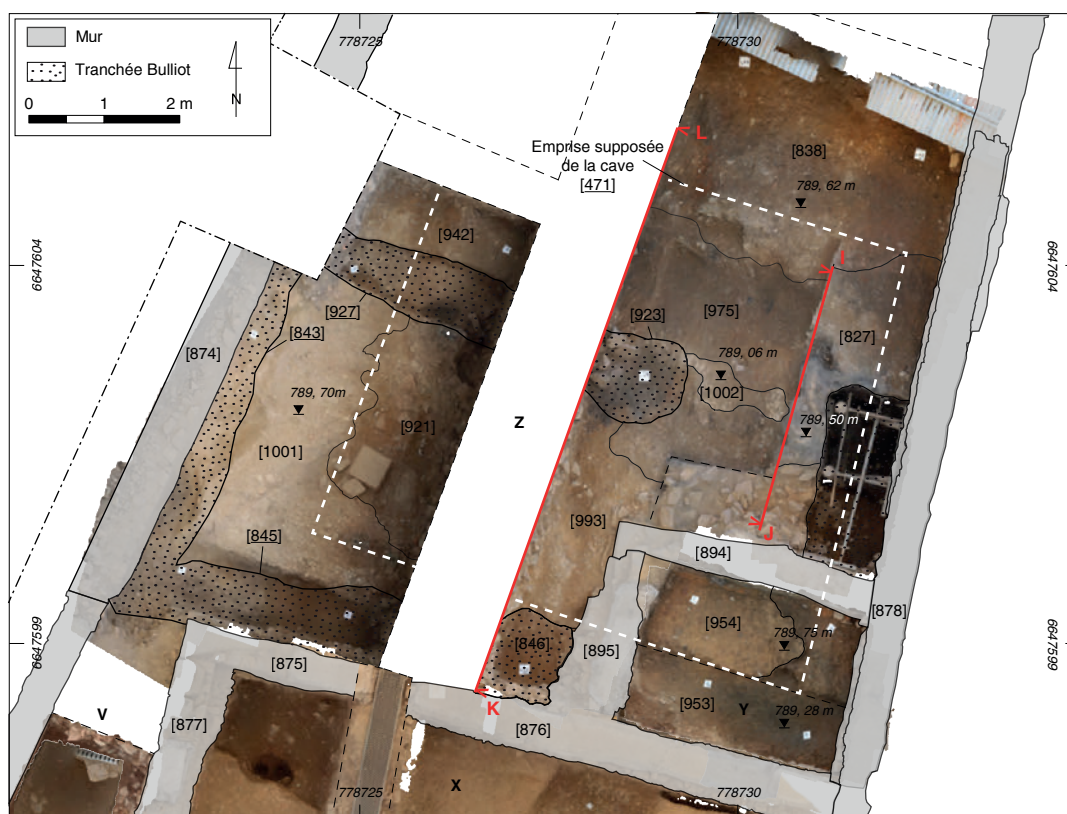 Mur
Tranchée Bulliot
0 1 2 m
N
778725
778730
L
Emprise supposée
de la cave
[471]
[838]
789, 62 m
[942]
6647604
6647604
I
[927]
[843]
[975]
[827]
[923]
[874]
789, 06 m
[1002]
789, 70m
[921]
Z
789, 50 m
[1001]
[993]
J
[845]
[894]
[878]
[954]
6647599
6647599
[846]
[895]
789, 75 m
[875]
[953]
Y
789, 28 m
K
V
[877]
[876]
X
778725
778730